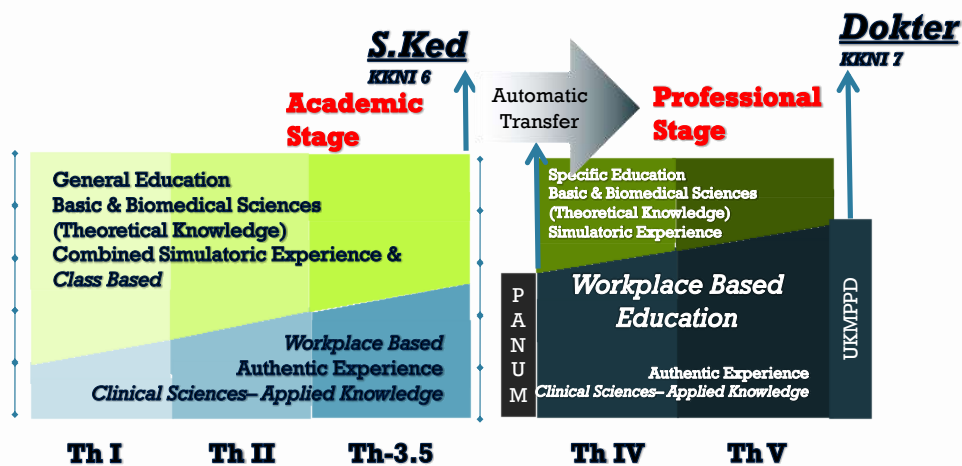 S.Ked
KKNI 6
Academic
Stage
Automatic
Transfer
Professional
Stage
Dokter
KKNI 7
General Education
Basic & Biomedical Sciences
(Theoretical Knowledge)
Combined Simulatoric Experience &
Class Based
Workplace Based
Authentic Experience
Clinical Sciences– Applied Knowledge
PANUM
Specific Education
Basic & Biomedical Sciences
(Theoretical Knowledge)
Simulatoric Experience
Workplace Based
Education
Authentic Experience
Clinical Sciences– Applied Knowledge
UKMPPD
Th I
Th II
Th-3.5
Th IV
Th V